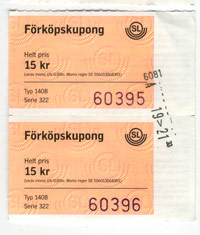 Förköpskupong SL
Helt pris
15 kr
Typ 1408
Serie 322
60395
6081
A 19>21
Förköpskupong SL
Helt pris
15 kr
Typ 1408
Serie 322
60396